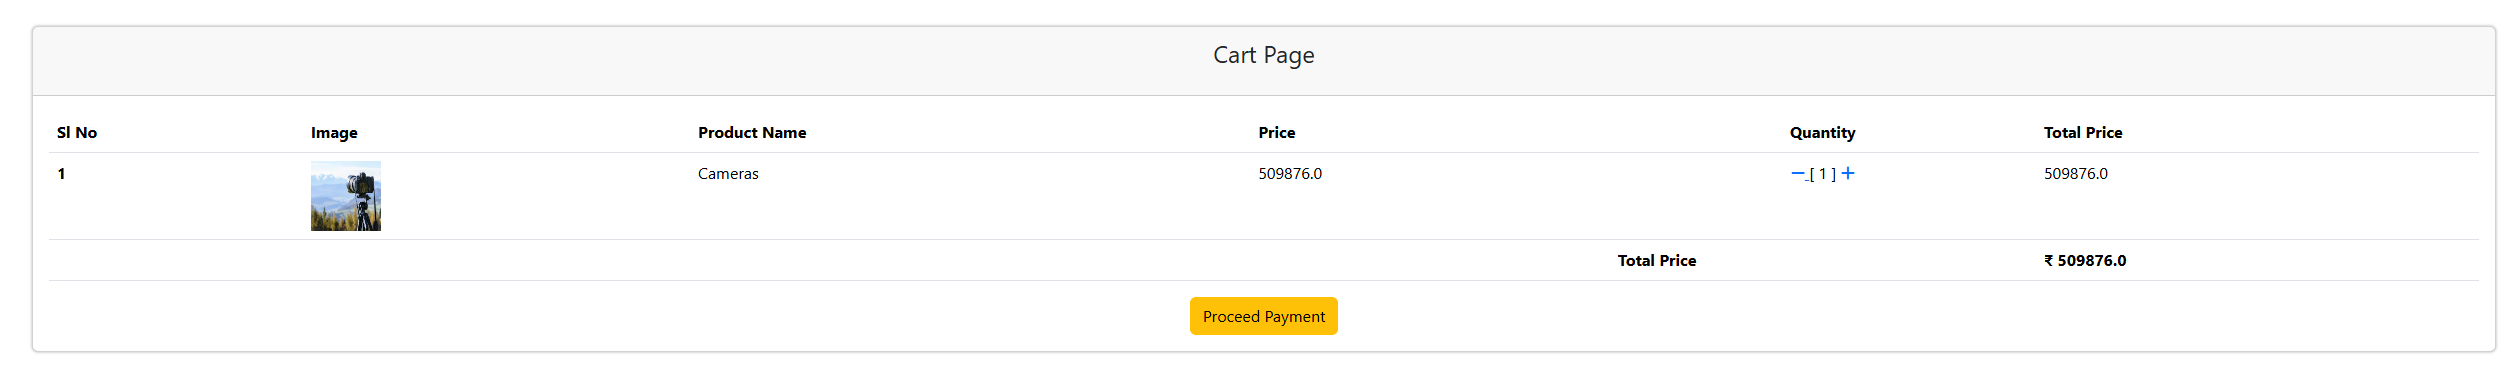 Cart Page
Sl No Image Product Name Price Quantity Total Price
1 Cameras 509876.0 [ 1 ] 509876.0
Total Price ₹ 509876.0
Proceed Payment